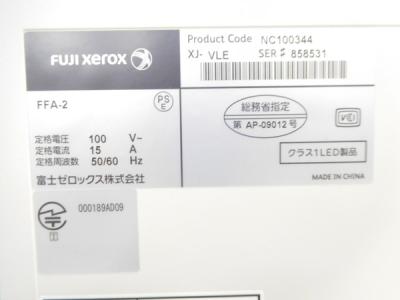 FUJI xerox
Product Code NC100344
XJ- VLE SER# 858531
FFA-2
PS
E
総務省指定
第 AP-09012 号
定格電圧 100 V~
定格電流 15 A
定格周波数 50/60 Hz
クラス1LED製品
富士ゼロックス株式会社
MADE IN CHINA
000189AD09